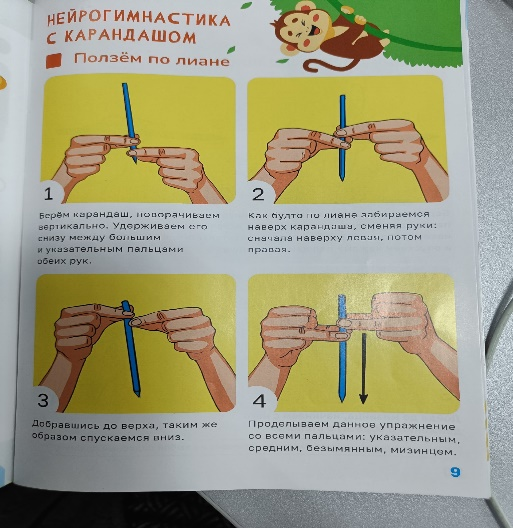 НЕЙРОГИМНАСТИКА
С КАРАНДАШОМ
Ползём по лиане
1
Берём карандаш, поворачиваем
вертикально. Удерживаем его
снизу между большим
и указательным пальцами
обеих рук.
2
Как будто по лиане забираемся
наверх карандаша, сменяя руки:
сначала наверху левая, потом
правая.
3
Добравшись до верха, таким же
образом спускаемся вниз.
4
Проделываем данное упражнение
со всеми пальцами: указательным,
средним, безымянным, мизинцем.
9